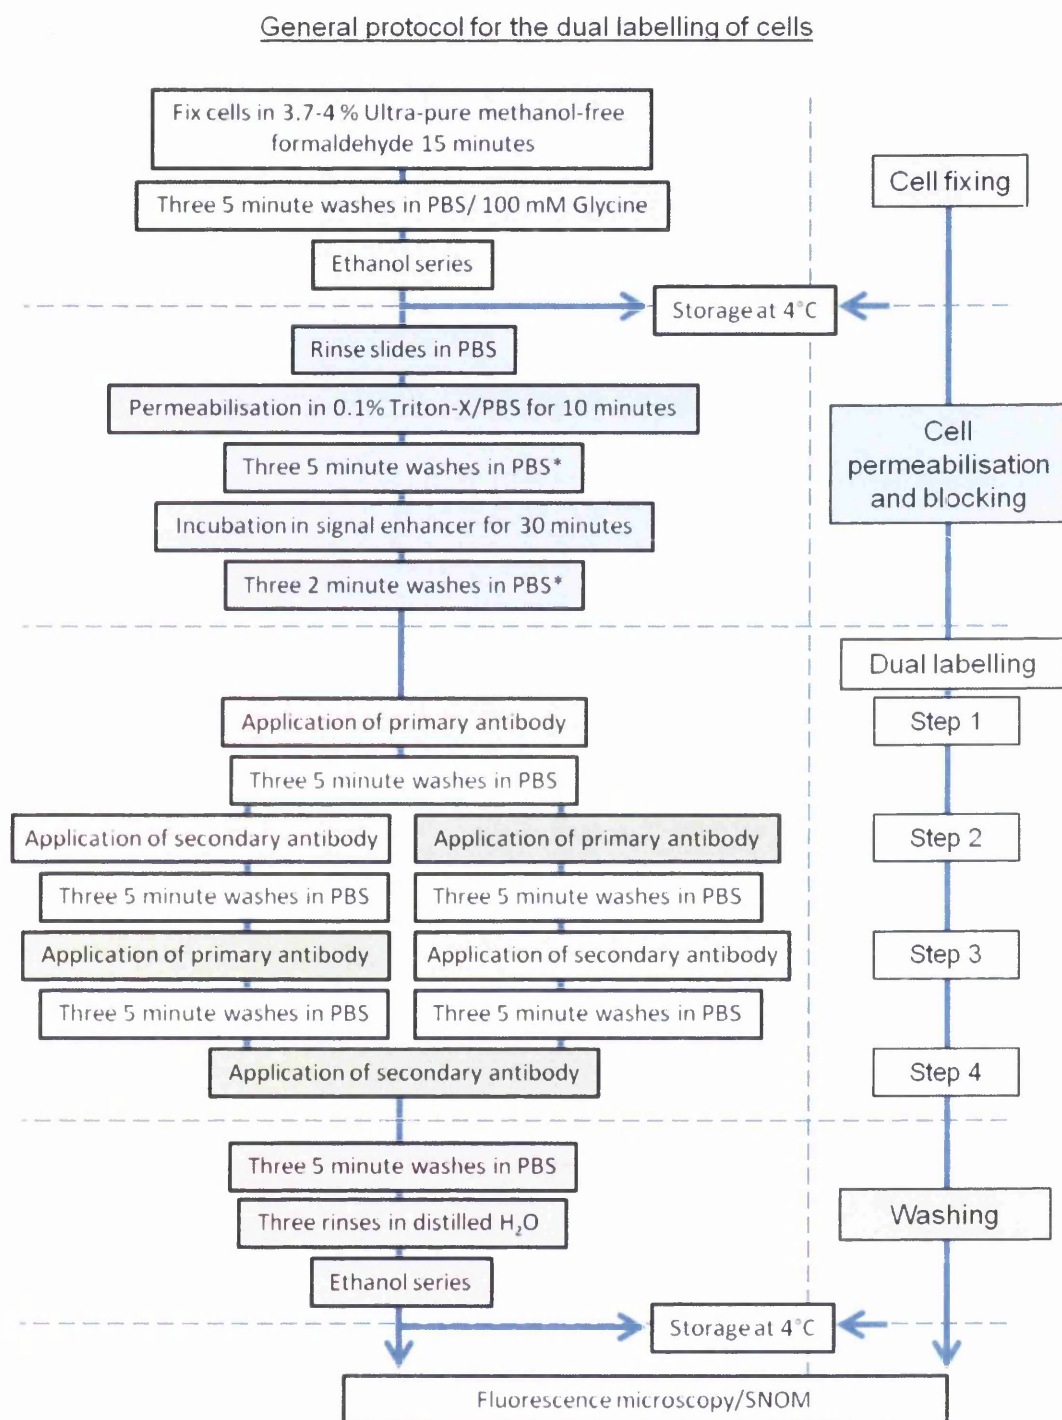 General protocol for the dual labelling of cells
Fix cells in 3.7-4 % Ultra-pure methanol-free
formaldehyde 15 minutes
Cell fixing
Three 5 minute washes in PBS/ 100 mM Glycine
Ethanol series
Storage at 4°C
Rinse slides in PBS
Permeabilisation in 0.1% Triton-X/PBS for 10 minutes
Three 5 minute washes in PBS*
Incubation in signal enhancer for 30 minutes
Three 2 minute washes in PBS*
Cell
permeabilisation
and blocking
Dual labelling
Application of primary antibody
Step 1
Three 5 minute washes in PBS
Application of secondary antibody
Application of primary antibody
Step 2
Three 5 minute washes in PBS
Three 5 minute washes in PBS
Application of primary antibody
Application of secondary antibody
Step 3
Three 5 minute washes in PBS
Three 5 minute washes in PBS
Application of secondary antibody
Step 4
Three 5 minute washes in PBS
Three rinses in distilled H₂O
Washing
Ethanol series
Storage at 4°C
Fluorescence microscopy/SNOM